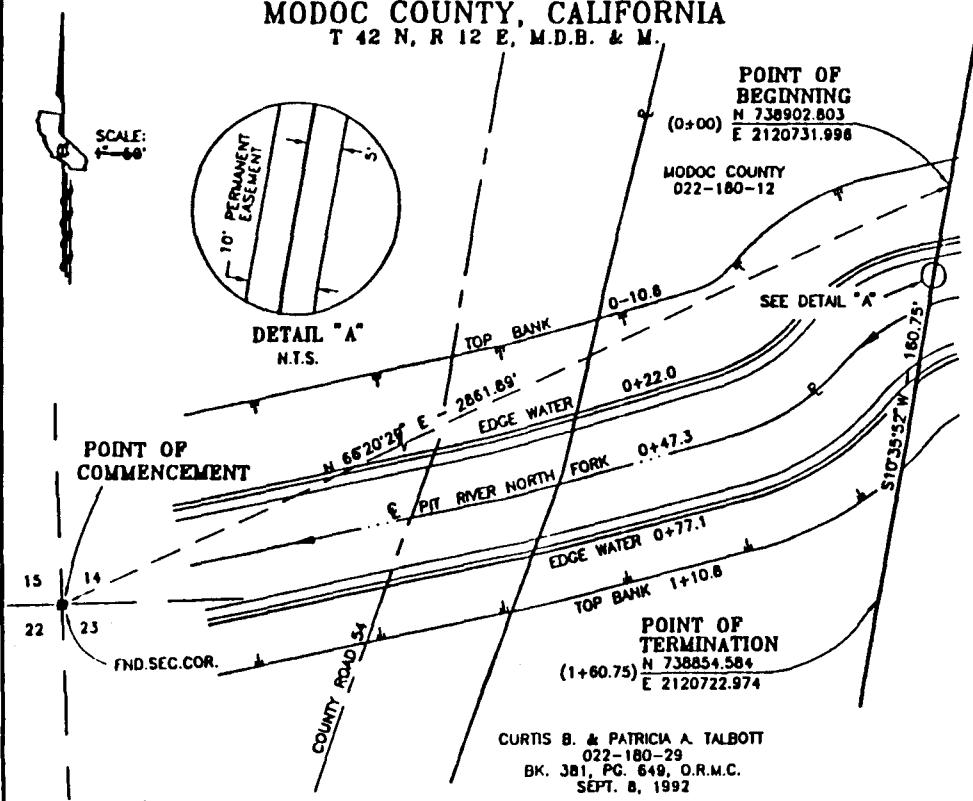 MODOC COUNTY, CALIFORNIA
T 42 N, R 12 E, M.D.B. & M.
SCALE:
10' PERMANENT
EASEMENT
5'
DETAIL "A"
N.T.S.
POINT OF
BEGINNING
(0+00) N 738902.803
E 2120731.996
MODOC COUNTY
022-180-12
TOP BANK 0-10.8
SEE DETAIL "A"
N 66°20'29" E - 2861.89'
EDGE WATER 0+22.0
PIT RIVER NORTH FORK 0+47.3
S10°35'52"W - 160.75'
EDGE WATER 0+77.1
TOP BANK 1+10.8
POINT OF
COMMENCEMENT
15 14
22 23
FND.SEC.COR.
COUNTY ROAD 54
POINT OF
TERMINATION
(1+60.75) N 738854.584
E 2120722.974
CURTIS B. & PATRICIA A. TALBOTT
022-180-29
BK. 381, PG. 649, O.R.M.C.
SEPT. 8, 1992